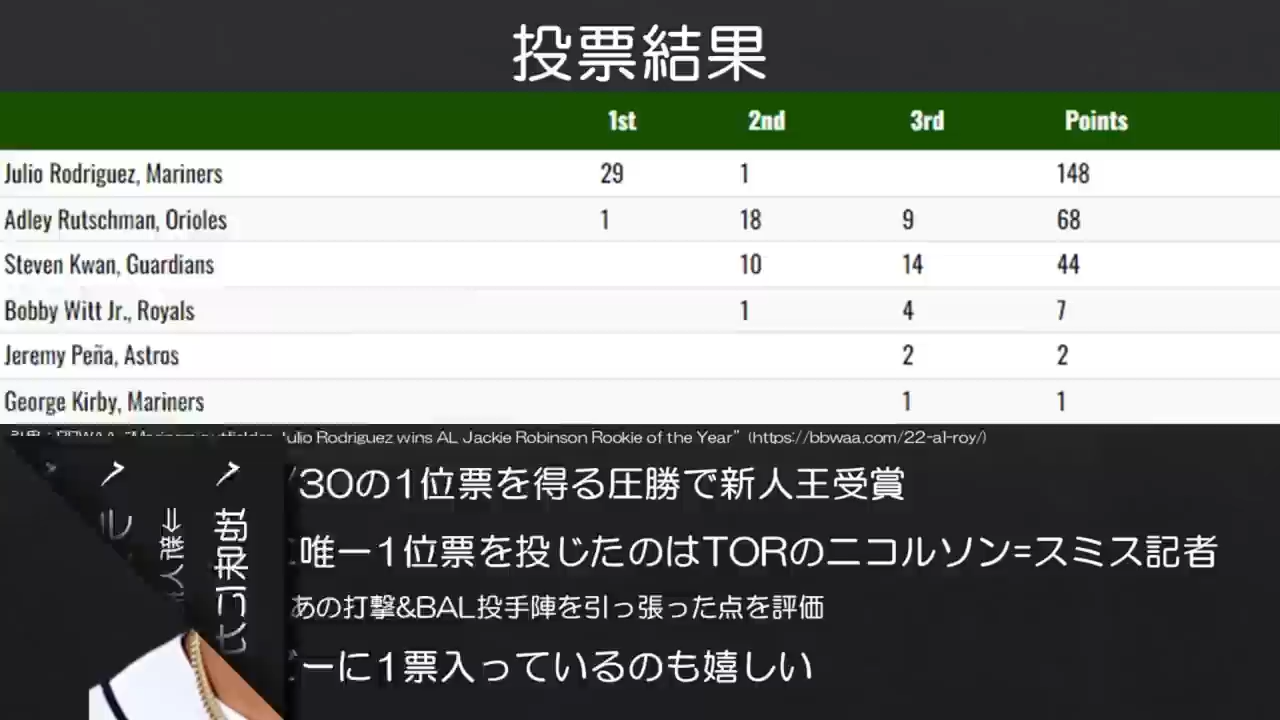 投票結果
1st 2nd 3rd Points
Julio Rodriguez, Mariners 29 1 148
Adley Rutschman, Orioles 1 18 9 68
Steven Kwan, Guardians 10 14 44
Bobby Witt Jr., Royals 1 4 7
Jeremy Peña, Astros 2 2
George Kirby, Mariners 1 1
Julio Rodriguez wins AL Jackie Robinson Rookie of the Year” (https://bbwaa.com/22-al-roy/)
/30の1位票を得る圧勝で新人王受賞
唯一1位票を投じたのはTORのニコルソン=スミス記者
あの打撃&BAL投手陣を引っ張った点を評価
ーに1票入っているのも嬉しい